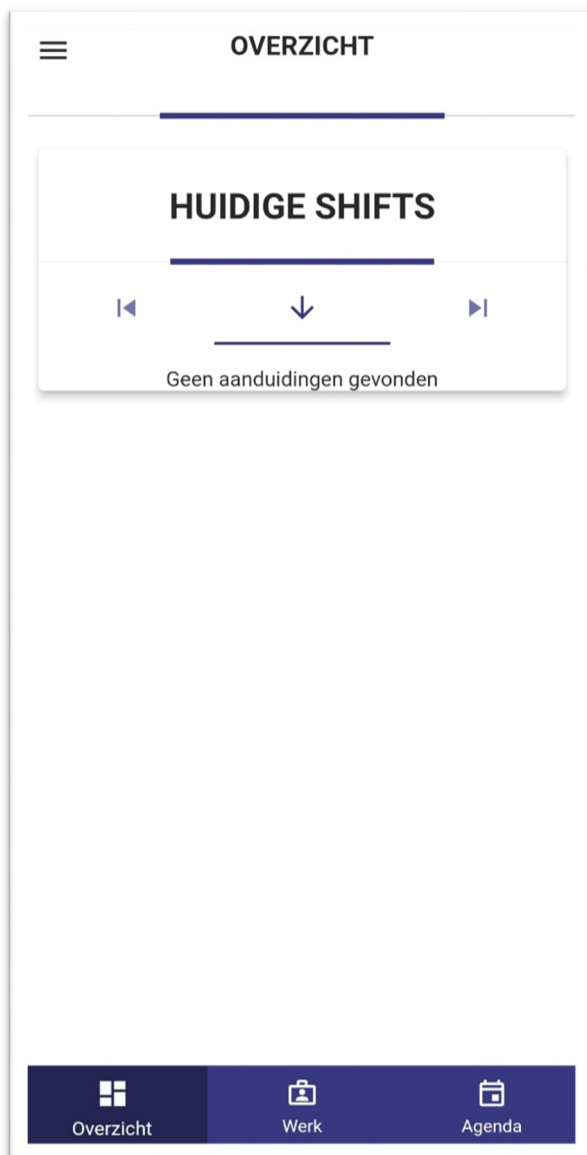 OVERZICHT
HUIDIGE SHIFTS
Geen aanduidingen gevonden
Overzicht
Werk
Agenda